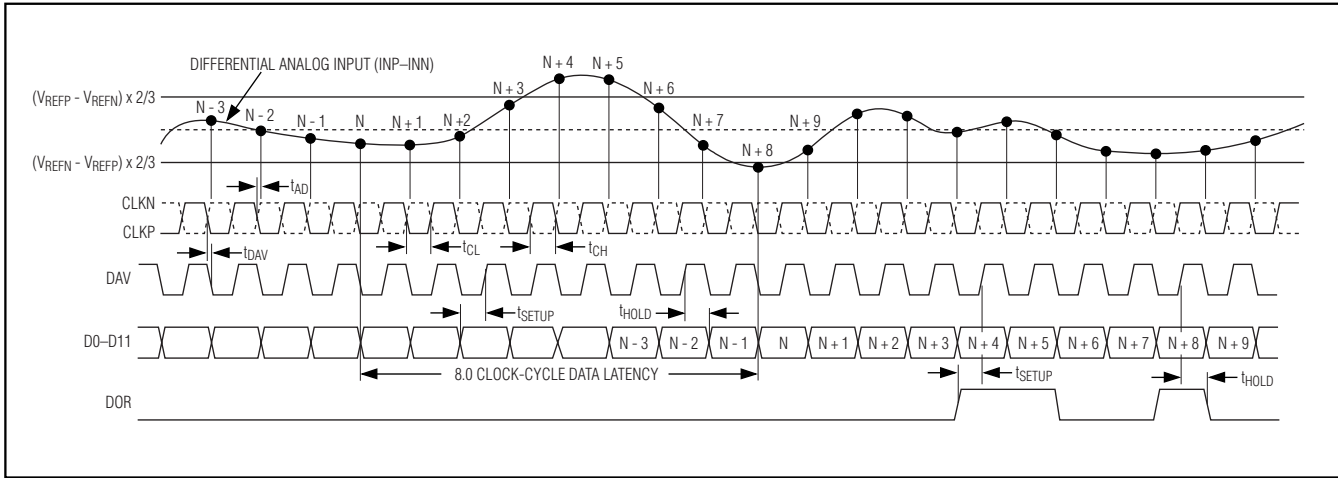 DIFFERENTIAL ANALOG INPUT (INP–INN)
N + 4 N + 5
N + 3 N + 6
(VREFP - VREFN) x 2/3
N - 3 N - 2 N - 1 N N + 1 N+2 N + 7 N + 9
(VREFN - VREFP) x 2/3
N + 8
tAD
CLKN
CLKP
tDAV tCL tCH
DAV
tSETUP tHOLD
D0–D11 N - 3 N - 2 N - 1 N N + 1 N + 2 N + 3 N + 4 N + 5 N + 6 N + 7 N + 8 N + 9
8.0 CLOCK-CYCLE DATA LATENCY tSETUP tHOLD
DOR